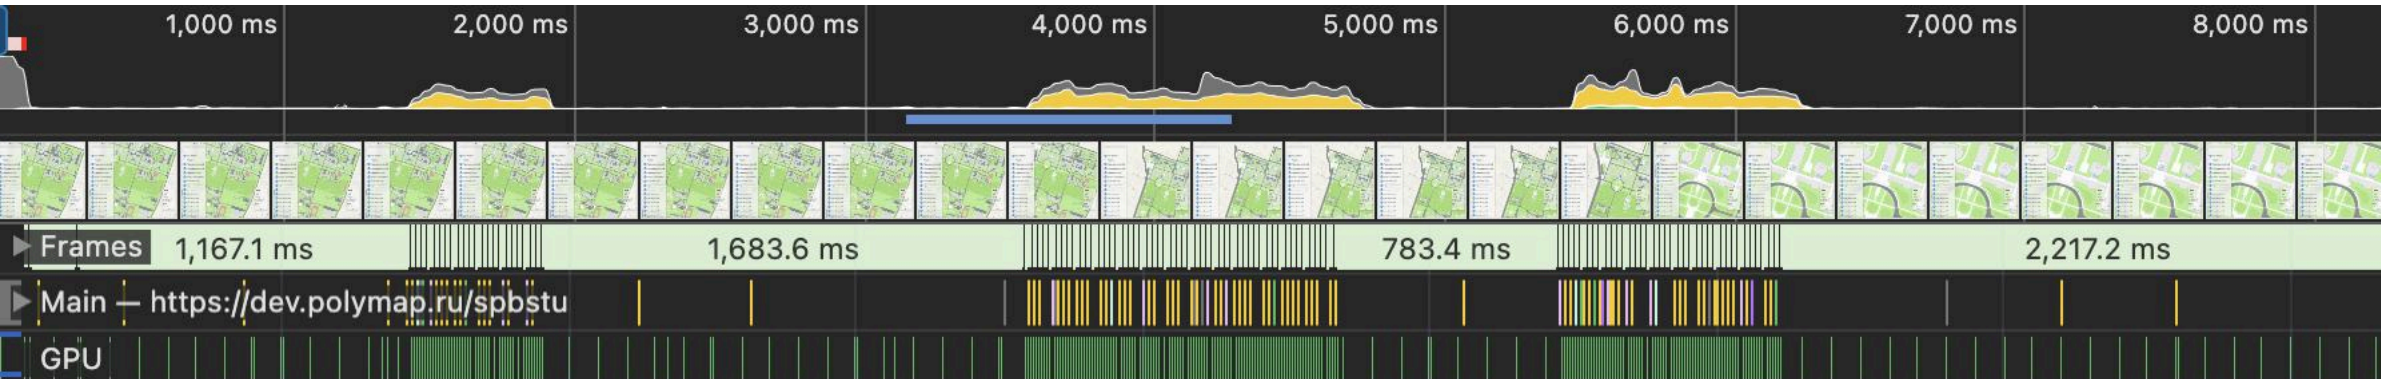 1,000 ms 2,000 ms 3,000 ms 4,000 ms 5,000 ms 6,000 ms 7,000 ms 8,000 ms
Frames 1,167.1 ms 1,683.6 ms 783.4 ms 2,217.2 ms
Main — https://dev.polymap.ru/spbstu
GPU